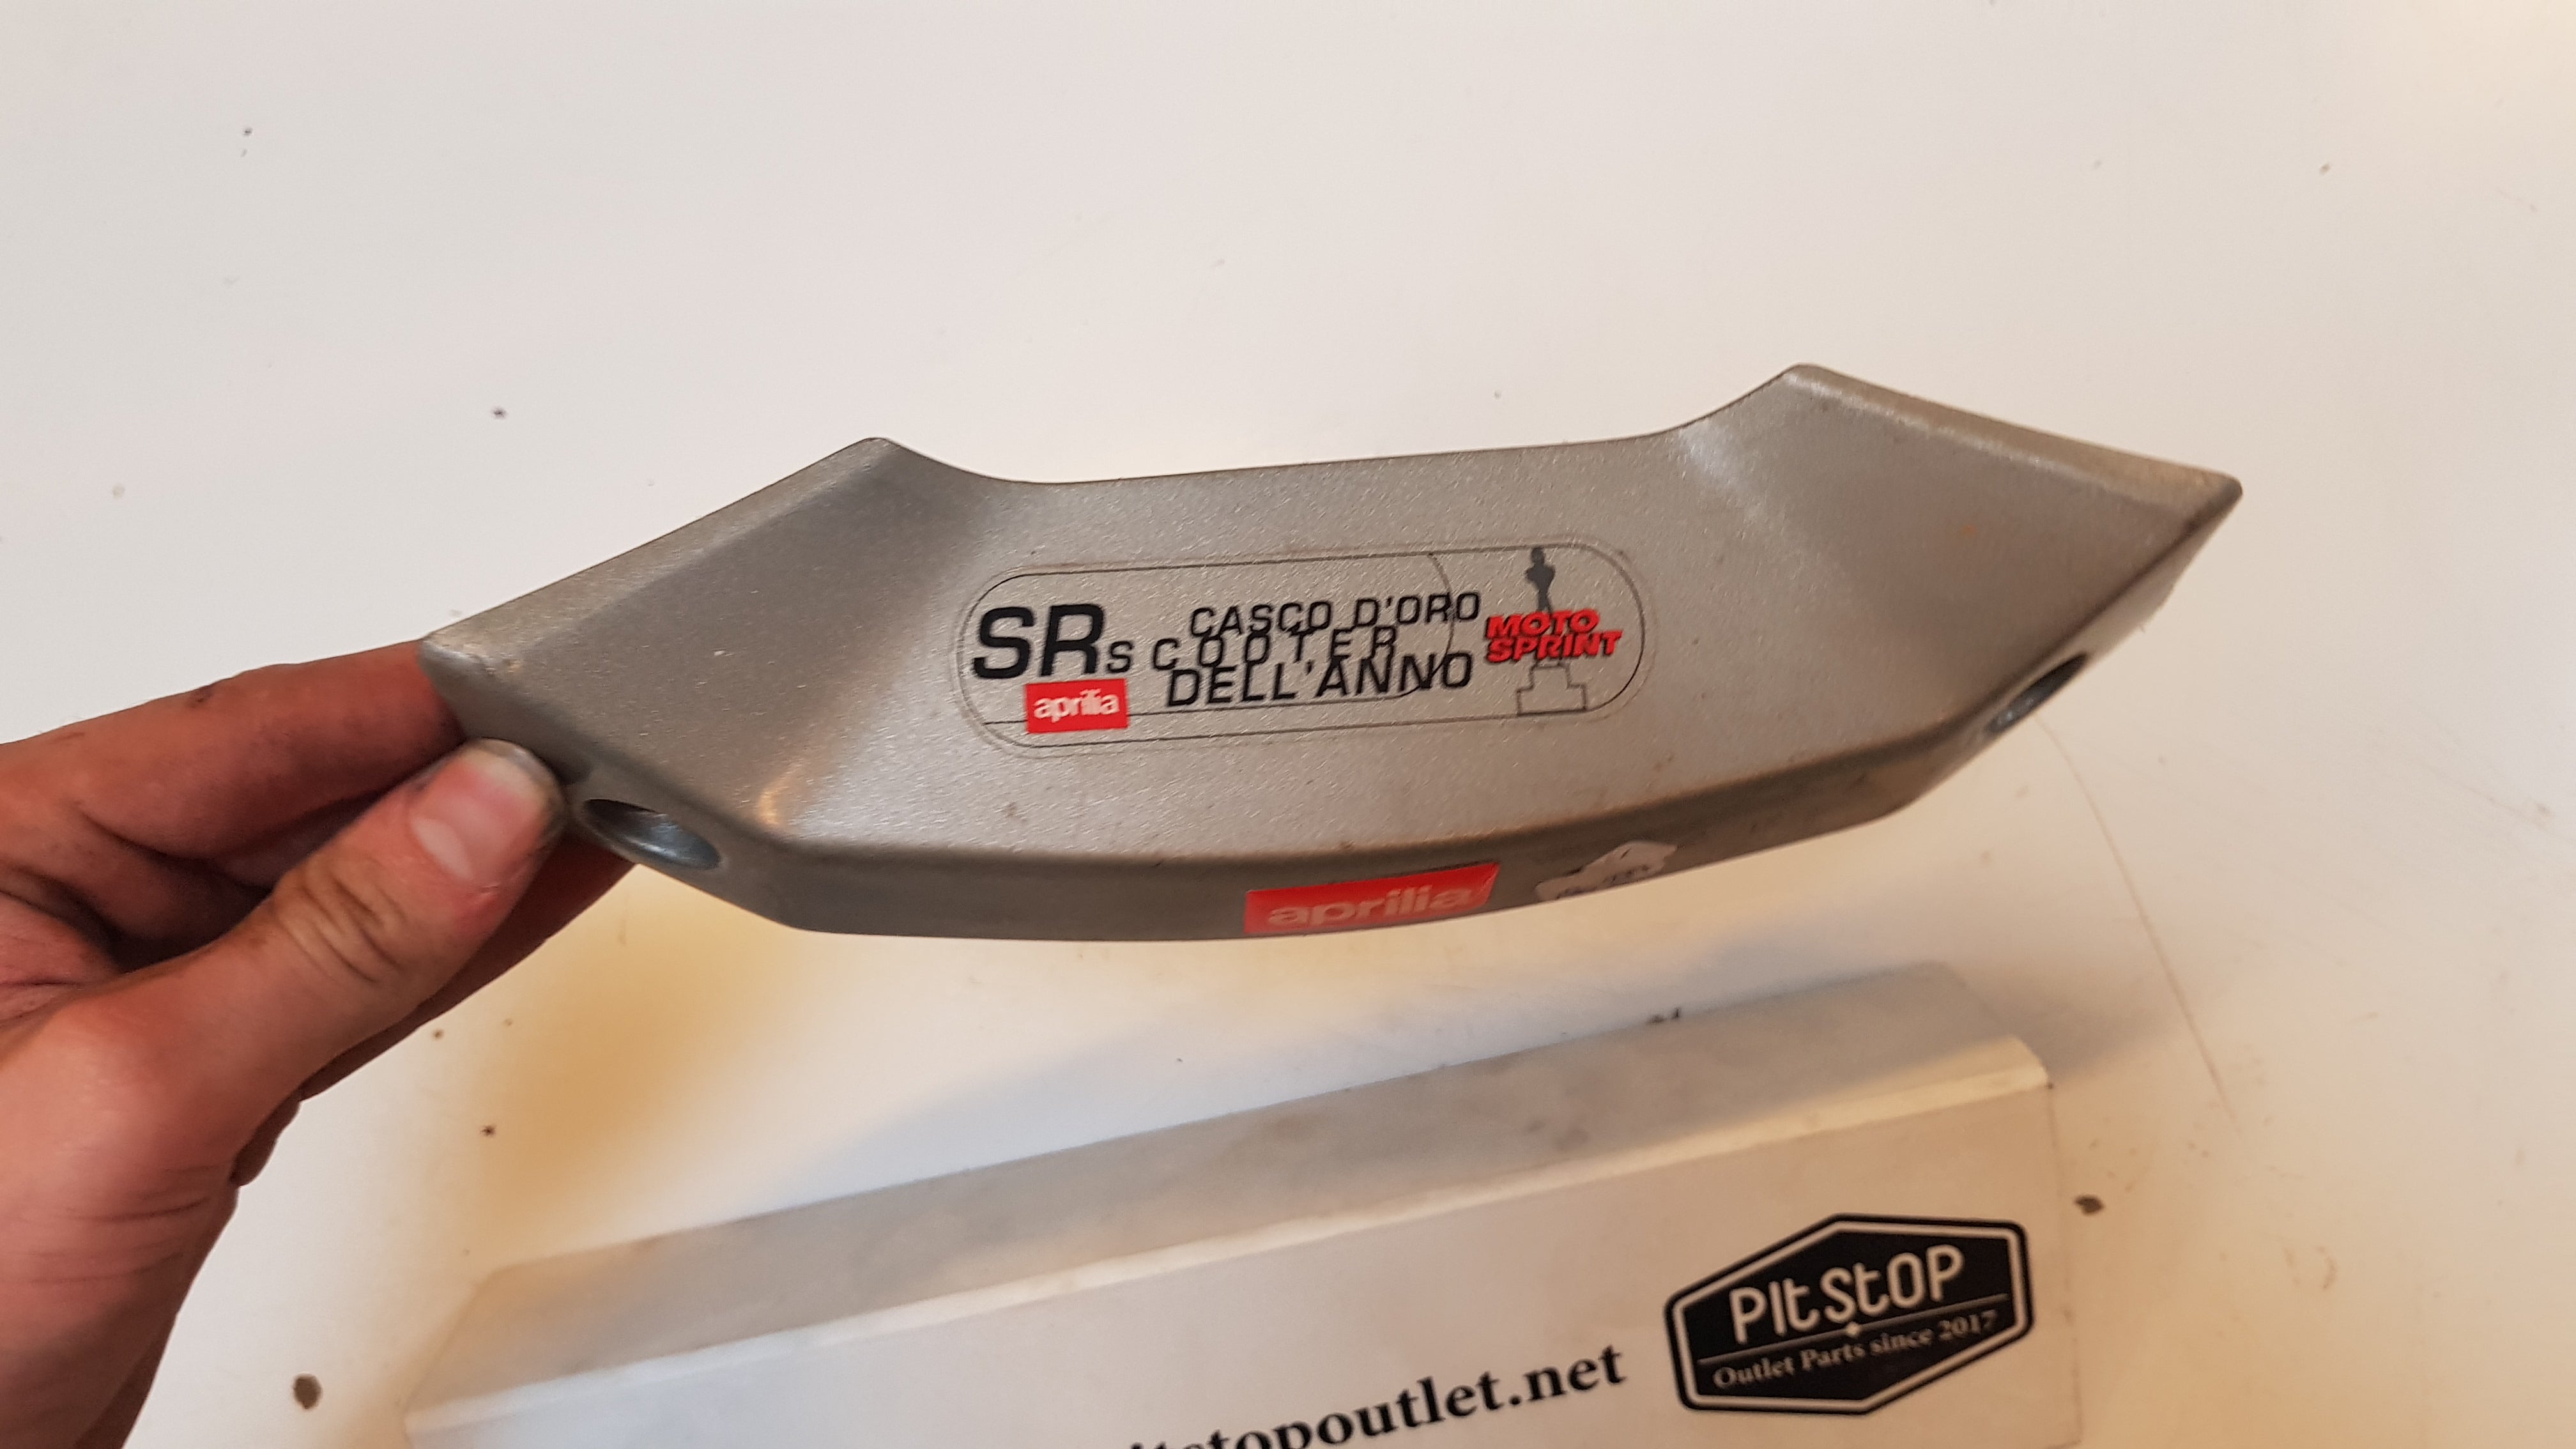 SR
CASCO D'ORO
SCOOTER
DELL'ANNO
MOTO
SPRINT
aprilia
aprilia
PItStOP
Outlet Parts since 2017
itstopoutlet.net